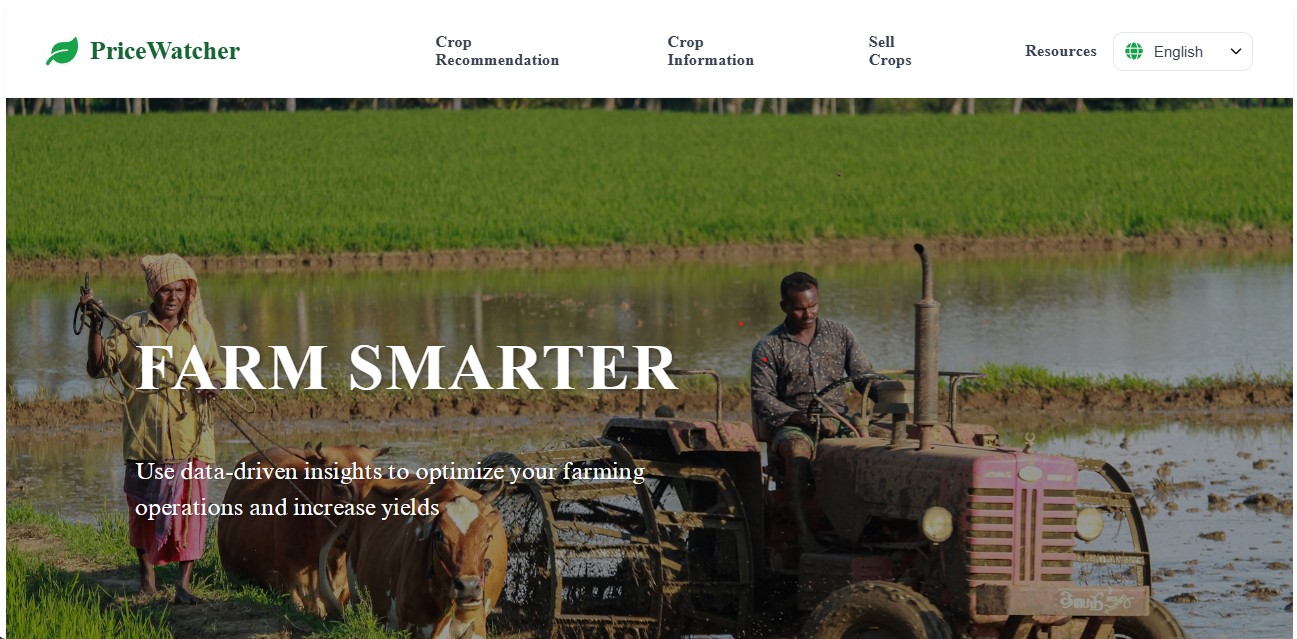 PriceWatcher
Crop
Recommendation
Crop
Information
Sell
Crops
Resources
English
FARM SMARTER
Use data-driven insights to optimize your farming
operations and increase yields